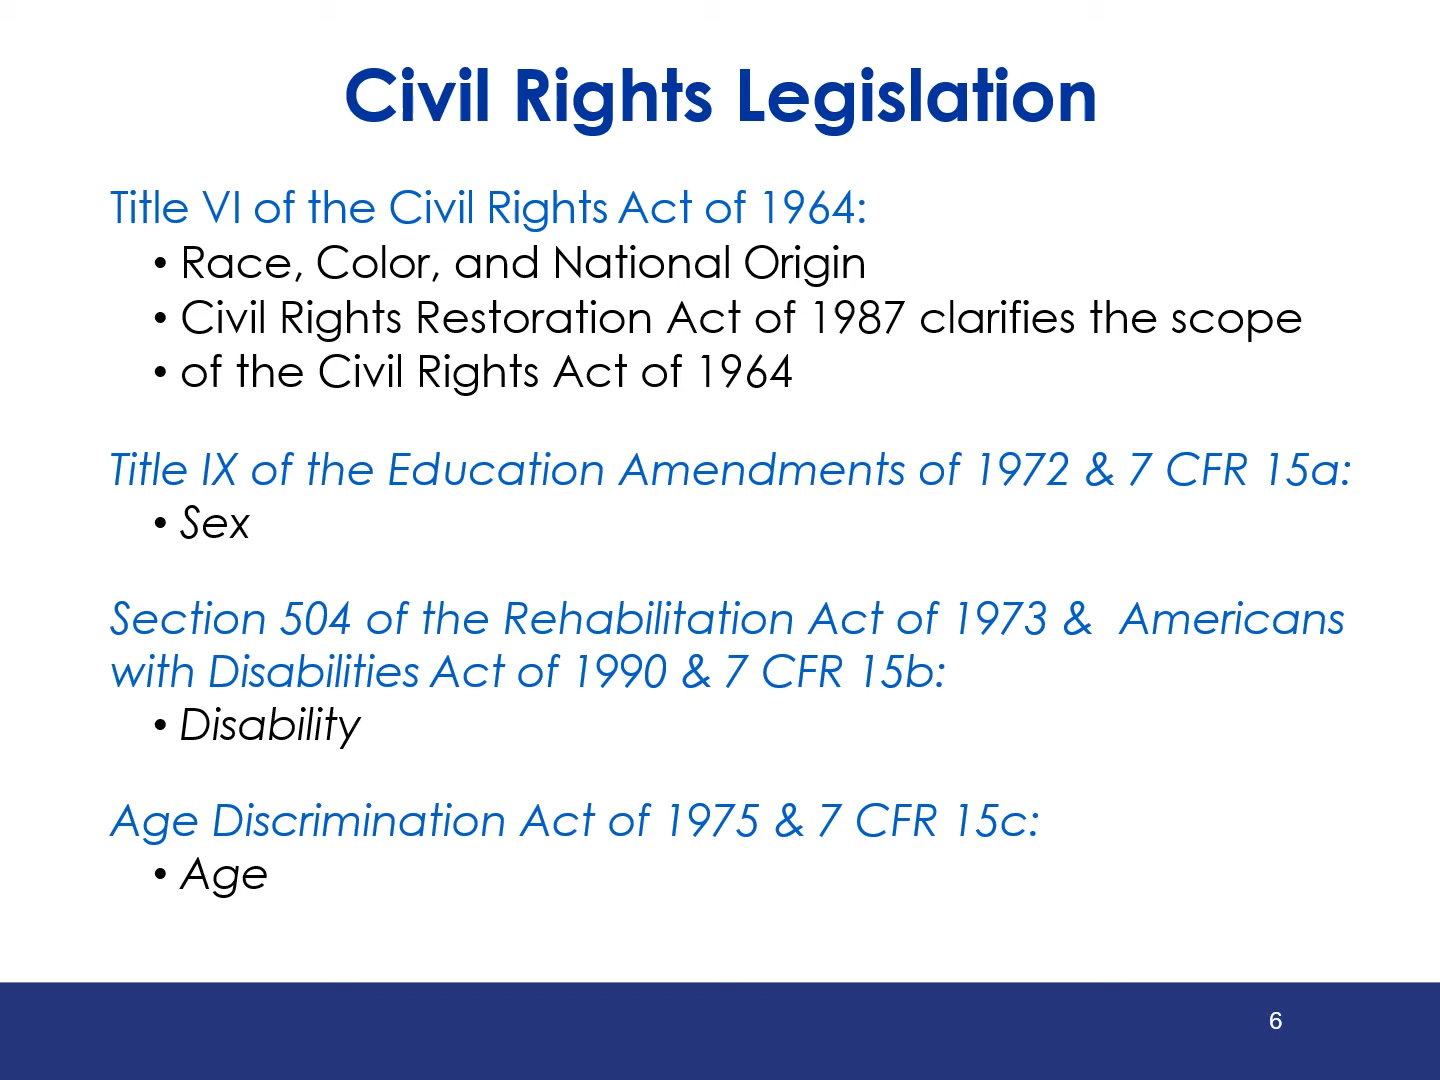 Civil Rights Legislation
Title VI of the Civil Rights Act of 1964:
• Race, Color, and National Origin
• Civil Rights Restoration Act of 1987 clarifies the scope
• of the Civil Rights Act of 1964
Title IX of the Education Amendments of 1972 & 7 CFR 15a:
• Sex
Section 504 of the Rehabilitation Act of 1973 & Americans
with Disabilities Act of 1990 & 7 CFR 15b:
• Disability
Age Discrimination Act of 1975 & 7 CFR 15c:
• Age
6